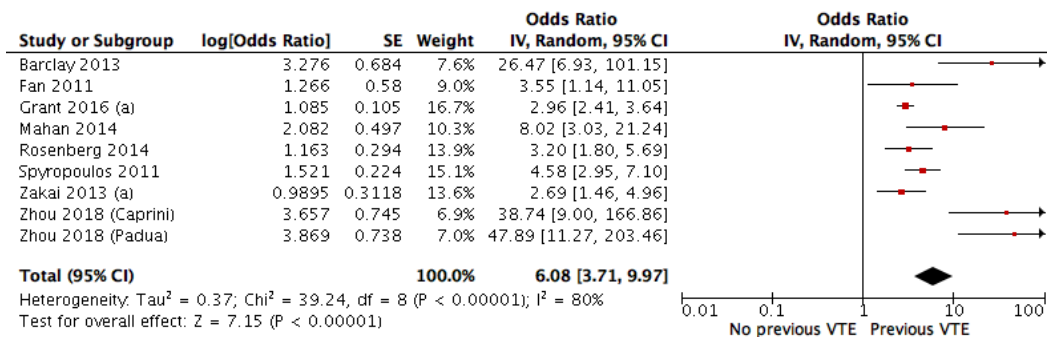 Odds Ratio Odds Ratio
Study or Subgroup log[Odds Ratio] SE Weight IV, Random, 95% CI IV, Random, 95% CI
Barclay 2013 3.276 0.684 7.6% 26.47 [6.93, 101.15]
Fan 2011 1.266 0.58 9.0% 3.55 [1.14, 11.05]
Grant 2016 (a) 1.085 0.105 16.7% 2.96 [2.41, 3.64]
Mahan 2014 2.082 0.497 10.3% 8.02 [3.03, 21.24]
Rosenberg 2014 1.163 0.294 13.9% 3.20 [1.80, 5.69]
Spyropoulos 2011 1.521 0.224 15.1% 4.58 [2.95, 7.10]
Zakai 2013 (a) 0.9895 0.3118 13.6% 2.69 [1.46, 4.96]
Zhou 2018 (Caprini) 3.657 0.745 6.9% 38.74 [9.00, 166.86]
Zhou 2018 (Padua) 3.869 0.738 7.0% 47.89 [11.27, 203.46]
Total (95% CI) 100.0% 6.08 [3.71, 9.97]
Heterogeneity: Tau² = 0.37; Chi² = 39.24, df = 8 (P < 0.00001); I² = 80%
Test for overall effect: Z = 7.15 (P < 0.00001)
0.01 0.1 1 10 100
No previous VTE Previous VTE